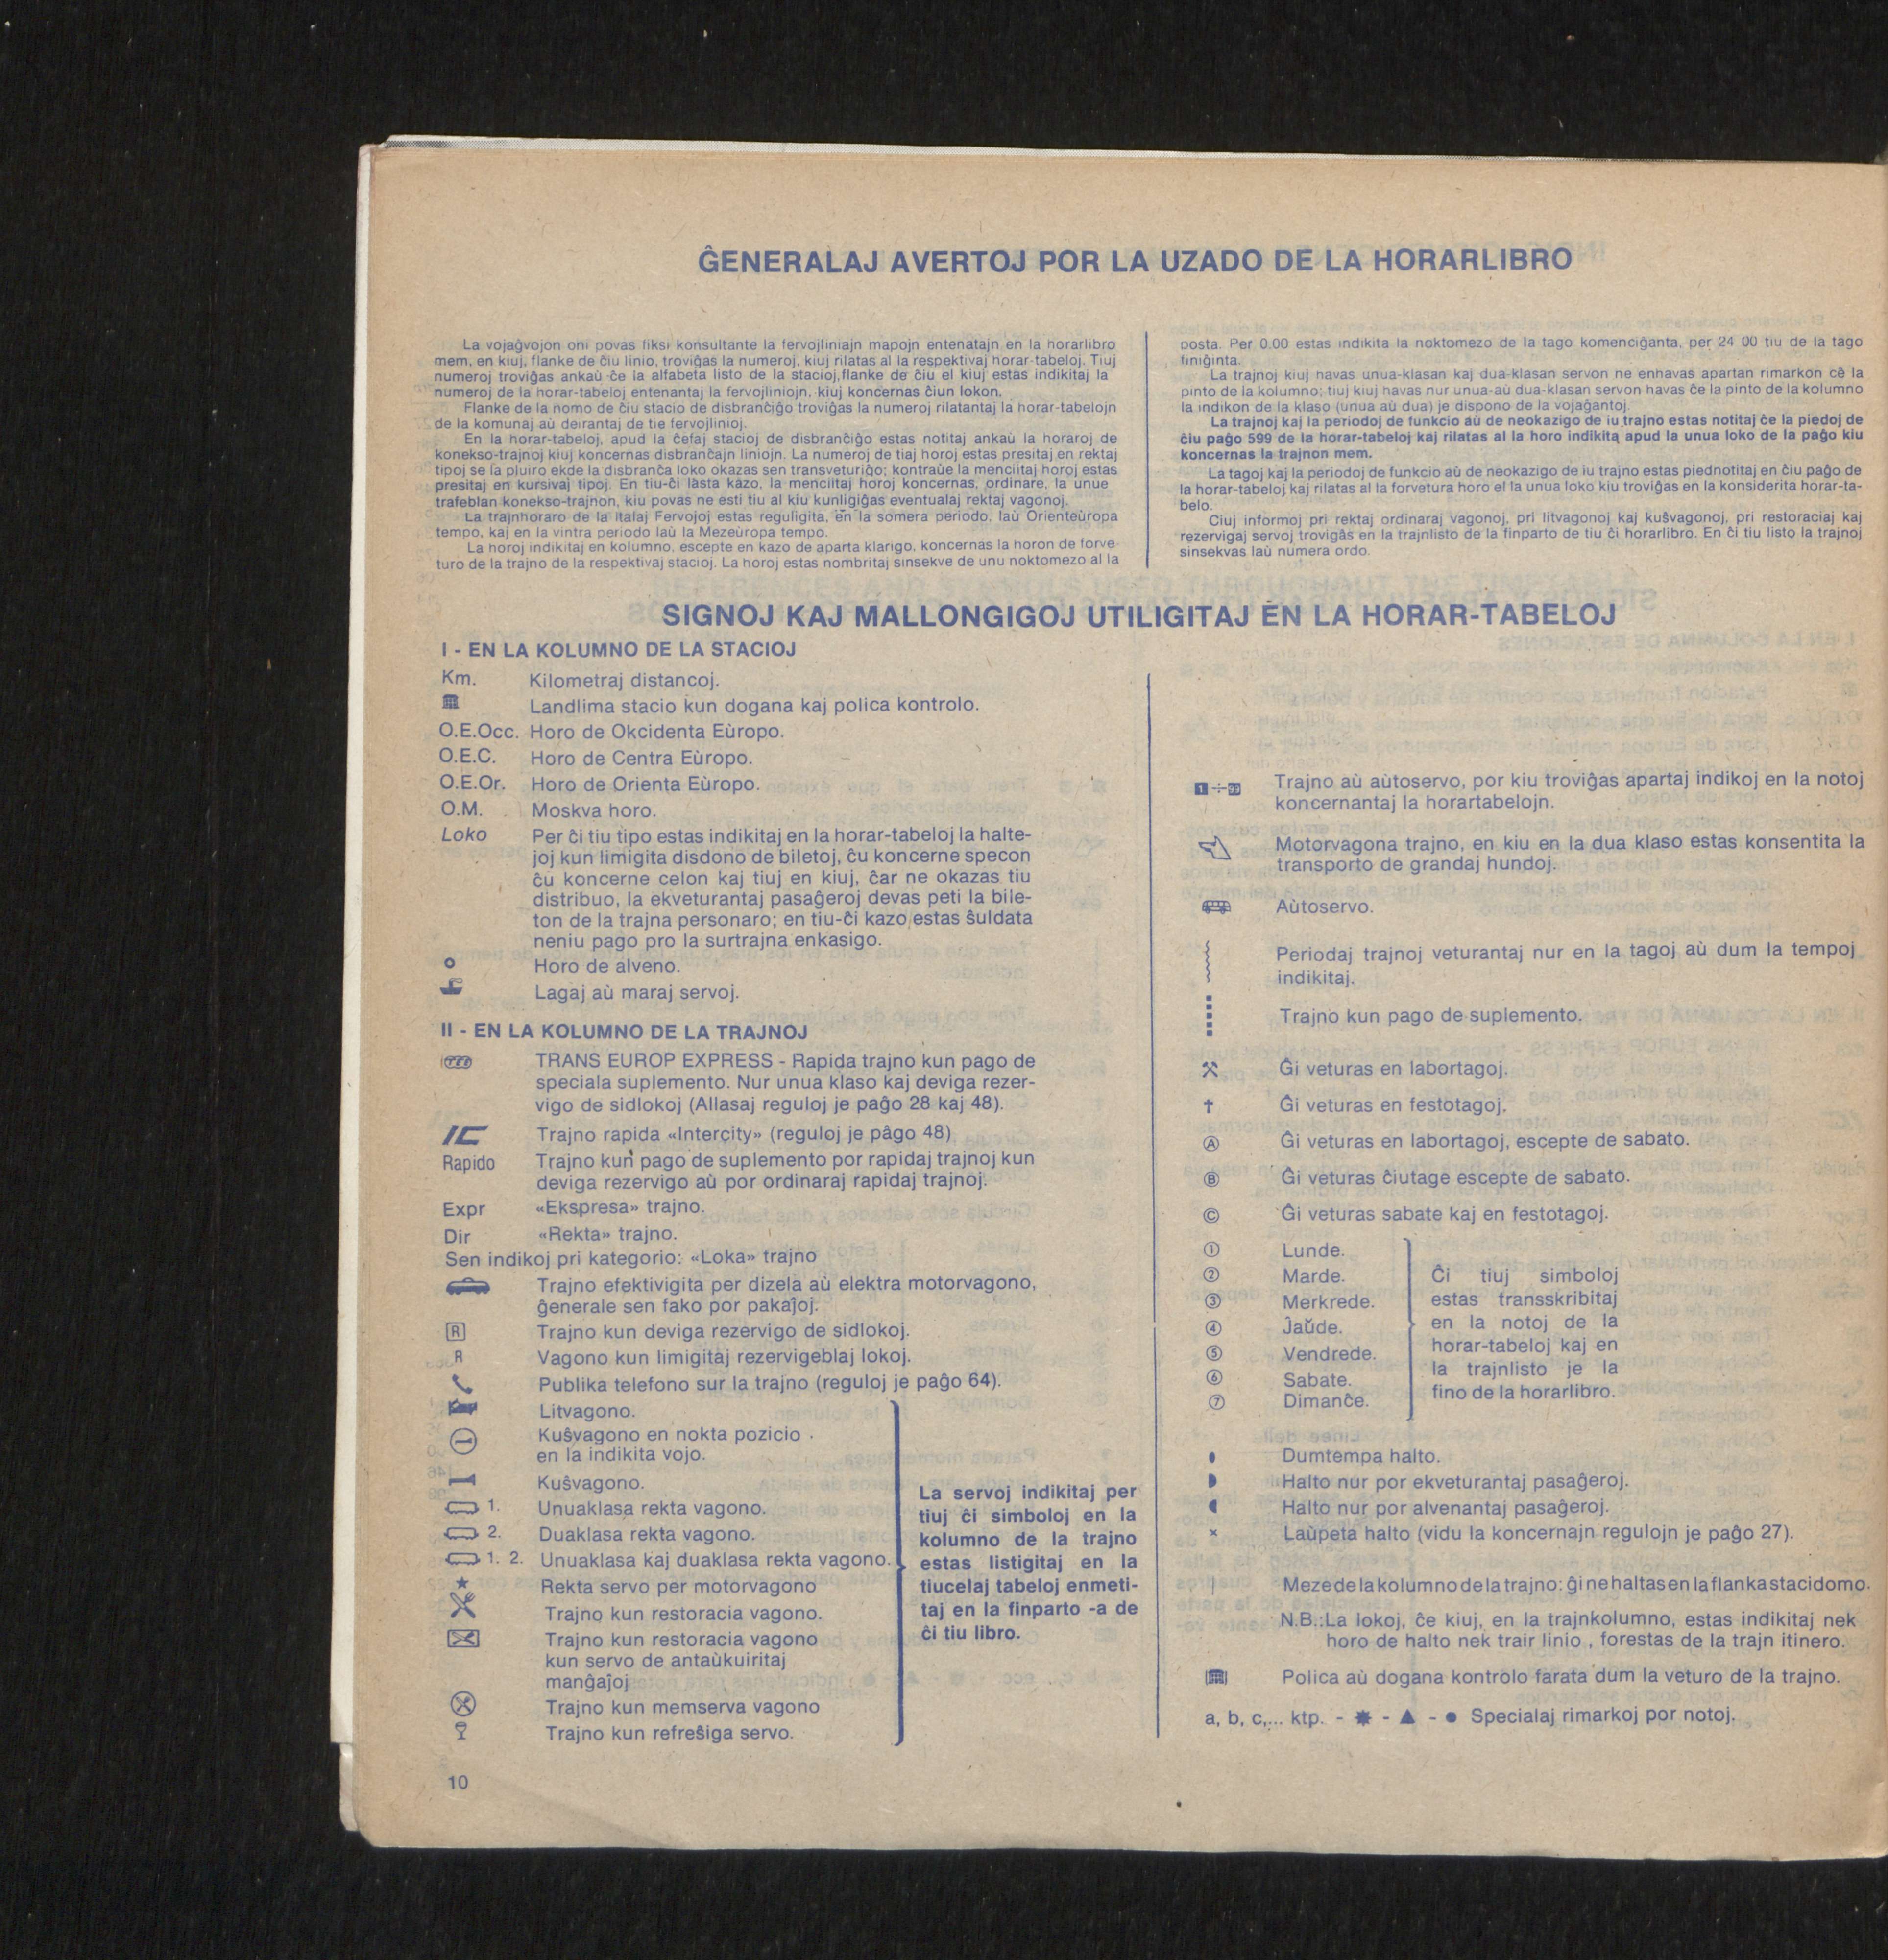 ĜENERALAJ AVERTOJ POR LA UZADO DE LA HORARLIBRO
La vojaĝvojon oni povas fiksi konsultante la fervojliniajn mapojn entenatajn en la horarlibro
mem, en kiuj, flanke de ĉiu linio, troviĝas la numeroj, kiuj rilatas al la respektivaj horar-tabeloj. Tiuj
numeroj troviĝas ankaù ĉe la alfabeta listo de la stacioj,flanke de ĉiu el kiuj estas indikitaj la
numeroj de la horar-tabeloj entenantaj la fervojliniojn, kiuj koncernas ĉiun lokon.
Flanke de la nomo de ĉiu stacio de disbranĉiĝo troviĝas la numeroj rilatantaj la horar-tabelojn
de la komunaj aù deirantaj de tie fervojlinioj.
En la horar-tabeloj, apud la ĉefaj stacioj de disbranĉiĝo estas notitaj ankaù la horaroj de
konekso-trajnoj kiuj koncernas disbranĉajn liniojn. La numeroj de tiaj horoj estas presitaj en rektaj
tipoj se la pluiro ekde la disbranĉa loko okazas sen transveturiĝo; kontraùe la menciitaj horoj estas
presitaj en kursivaj tipoj. En tiu-ĉi lasta kazo, la menciitaj horoj koncernas, ordinare, la unue
trafeblan konekso-trajnon, kiu povas ne esti tiu al kiu kunligiĝas eventualaj rektaj vagonoj.
La trajnhoraro de la Italaj Fervojoj estas reguligita, en la somera periodo, laù Orienteùropa
tempo, kaj en la vintra periodo laù la Mezeùropa tempo.
La horoj indikitaj en kolumno, escepte en kazo de aparta klarigo, koncernas la horon de forve
turo de la trajno de la respektivaj stacioj. La horoj estas nombritaj sinsekve de unu noktomezo al la
posta. Per 0.00 estas indikita la noktomezo de la tago komenciĝanta, per 24 00 tiu de la tago
finiĝinta.
La trajnoj kiuj havas unua-klasan kaj dua-klasan servon ne enhavas apartan rimarkon cê la
pinto de la kolumno; tiuj kiuj havas nur unua-aù dua-klasan servon havas ĉe la pinto de la kolumno
la indikon de la klaso (unua aù dua) je dispono de la vojaĝantoj.
La trajnoj kaj la periodoj de funkcio aù de neokazigo de iu trajno estas notitaj ĉe la piedoj de
ĉiu paĝo 599 de la horar-tabeloj kaj rilatas al la horo indikita apud la unua loko de la paĝo kiu
koncernas la trajnon mem.
La tagoj kaj la periodoj de funkcio aù de neokazigo de iu trajno estas piednotitaj en ĉiu paĝo de
la horar-tabeloj kaj rilatas al la forvetura horo el la unua loko kiu troviĝas en la konsiderita horar-ta-
belo.
Ciuj informoj pri rektaj ordinaraj vagonoj, pri litvagonoj kaj kuŝvagonoj, pri restoraciaj kaj
rezervigaj servoj trovigâs en la trajnlisto de la finparto de tiu ĉi horarlibro. En ĉi tiu listo la trajnoj
sinsekvas laù numera ordo.
SIGNOJ KAJ MALLONGIGOJ UTILIGITAJ EN LA HORAR-TABELOJ
I - EN LA KOLUMNO DE LA STACIOJ
Km. Kilometraj distancoj.
Landlima stacio kun dogana kaj polica kontrolo.
O.E.Occ. Horo de Okcidenta Eùropo.
O.E.C. Horo de Centra Eùropo.
O.E.Or. Horo de Orienta Eùropo.
O.M. Moskva horo.
Loko Per ĉi tiu tipo estas indikitaj en la horar-tabeloj la halte-
joj kun limigita disdono de biletoj, ĉu koncerne specon
ĉu koncerne celon kaj tiuj en kiuj, ĉar ne okazas tiu
distribuo, la ekveturantaj pasaĝeroj devas peti la bile-
ton de la trajna personaro; en tiu-ĉi kazo estas ŝuldata
neniu pago pro la surtrajna enkasigo.
Horo de alveno.
Lagaj aù maraj servoj.
II - EN LA KOLUMNO DE LA TRAJNOJ
TRANS EUROP EXPRESS - Rapida trajno kun pago de
speciala suplemento. Nur unua klaso kaj deviga rezer-
vigo de sidlokoj (Allasaj reguloj je paĝo 28 kaj 48).
IC Trajno rapida «Intercity» (reguloj je pâgo 48)
Rapido Trajno kun pago de suplemento por rapidaj trajnoj kun
deviga rezervigo aù por ordinaraj rapidaj trajnoj.
Expr «Ekspresa» trajno.
Dir «Rekta» trajno.
Sen indikoj pri kategorio: «Loka» trajno
Trajno efektivigita per dizela aù elektra motorvagono,
ĝenerale sen fako por pakaĵoj.
R Trajno kun deviga rezervigo de sidlokoj.
R Vagono kun limigitaj rezervigeblaj lokoj.
Publika telefono sur la trajno (reguloj je paĝo 64).
Litvagono.
Kuŝvagono en nokta pozicio
en la indikita vojo.
Kuŝvagono.
1. Unuaklasa rekta vagono.
2. Duaklasa rekta vagono.
1. 2. Unuaklasa kaj duaklasa rekta vagono.
★ Rekta servo per motorvagono
Trajno kun restoracia vagono.
Trajno kun restoracia vagono
kun servo de antaùkuiritaj
manĝaĵoj
Trajno kun memserva vagono
Trajno kun refreŝiga servo.
La servoj indikitaj per
tiuj ĉi simboloj en la
kolumno de la trajno
estas listigitaj en la
tiucelaj tabeloj enmeti-
taj en la finparto -a de
ĉi tiu libro.
1 ÷ 99 Trajno aù aùtoservo, por kiu troviĝas apartaj indikoj en la notoj
koncernantaj la horartabelojn.
Motorvagona trajno, en kiu en la dua klaso estas konsentita la
transporto de grandaj hundoj.
Aùtoservo.
Periodaj trajnoj veturantaj nur en la tagoj aù dum la tempoj
indikitaj.
Trajno kun pago de suplemento.
Ĝi veturas en labortagoj.
Ĝi veturas en festotagoj.
Ⓐ Ĝi veturas en labortagoj, escepte de sabato.
Ⓑ Ĝi veturas ĉiutage escepte de sabato.
© Ĝi veturas sabate kaj en festotagoj.
① Lunde.
② Marde.
③ Merkrede.
④ Ĵaŭde.
⑤ Vendrede.
⑥ Sabate.
⑦ Dimanĉe.
Ĉi tiuj simboloj
estas transskribitaj
en la notoj de la
horar-tabeloj kaj en
la trajnlisto je la
fino de la horarlibro.
Dumtempa halto.
Halto nur por ekveturantaj pasaĝeroj.
Halto nur por alvenantaj pasaĝeroj.
× Laùpeta halto (vidu la koncernajn regulojn je paĝo 27).
| Meze de la kolumno de la trajno: ĝi ne haltas en la flanka stacidomo.
N.B.: La lokoj, ĉe kiuj, en la trajnkolumno, estas indikitaj nek
horo de halto nek trair linio , forestas de la trajn itinero.
Polica aù dogana kontrolo farata dum la veturo de la trajno.
a, b, c,... ktp. - ✸ - ▲ - ● Specialaj rimarkoj por notoj.
10